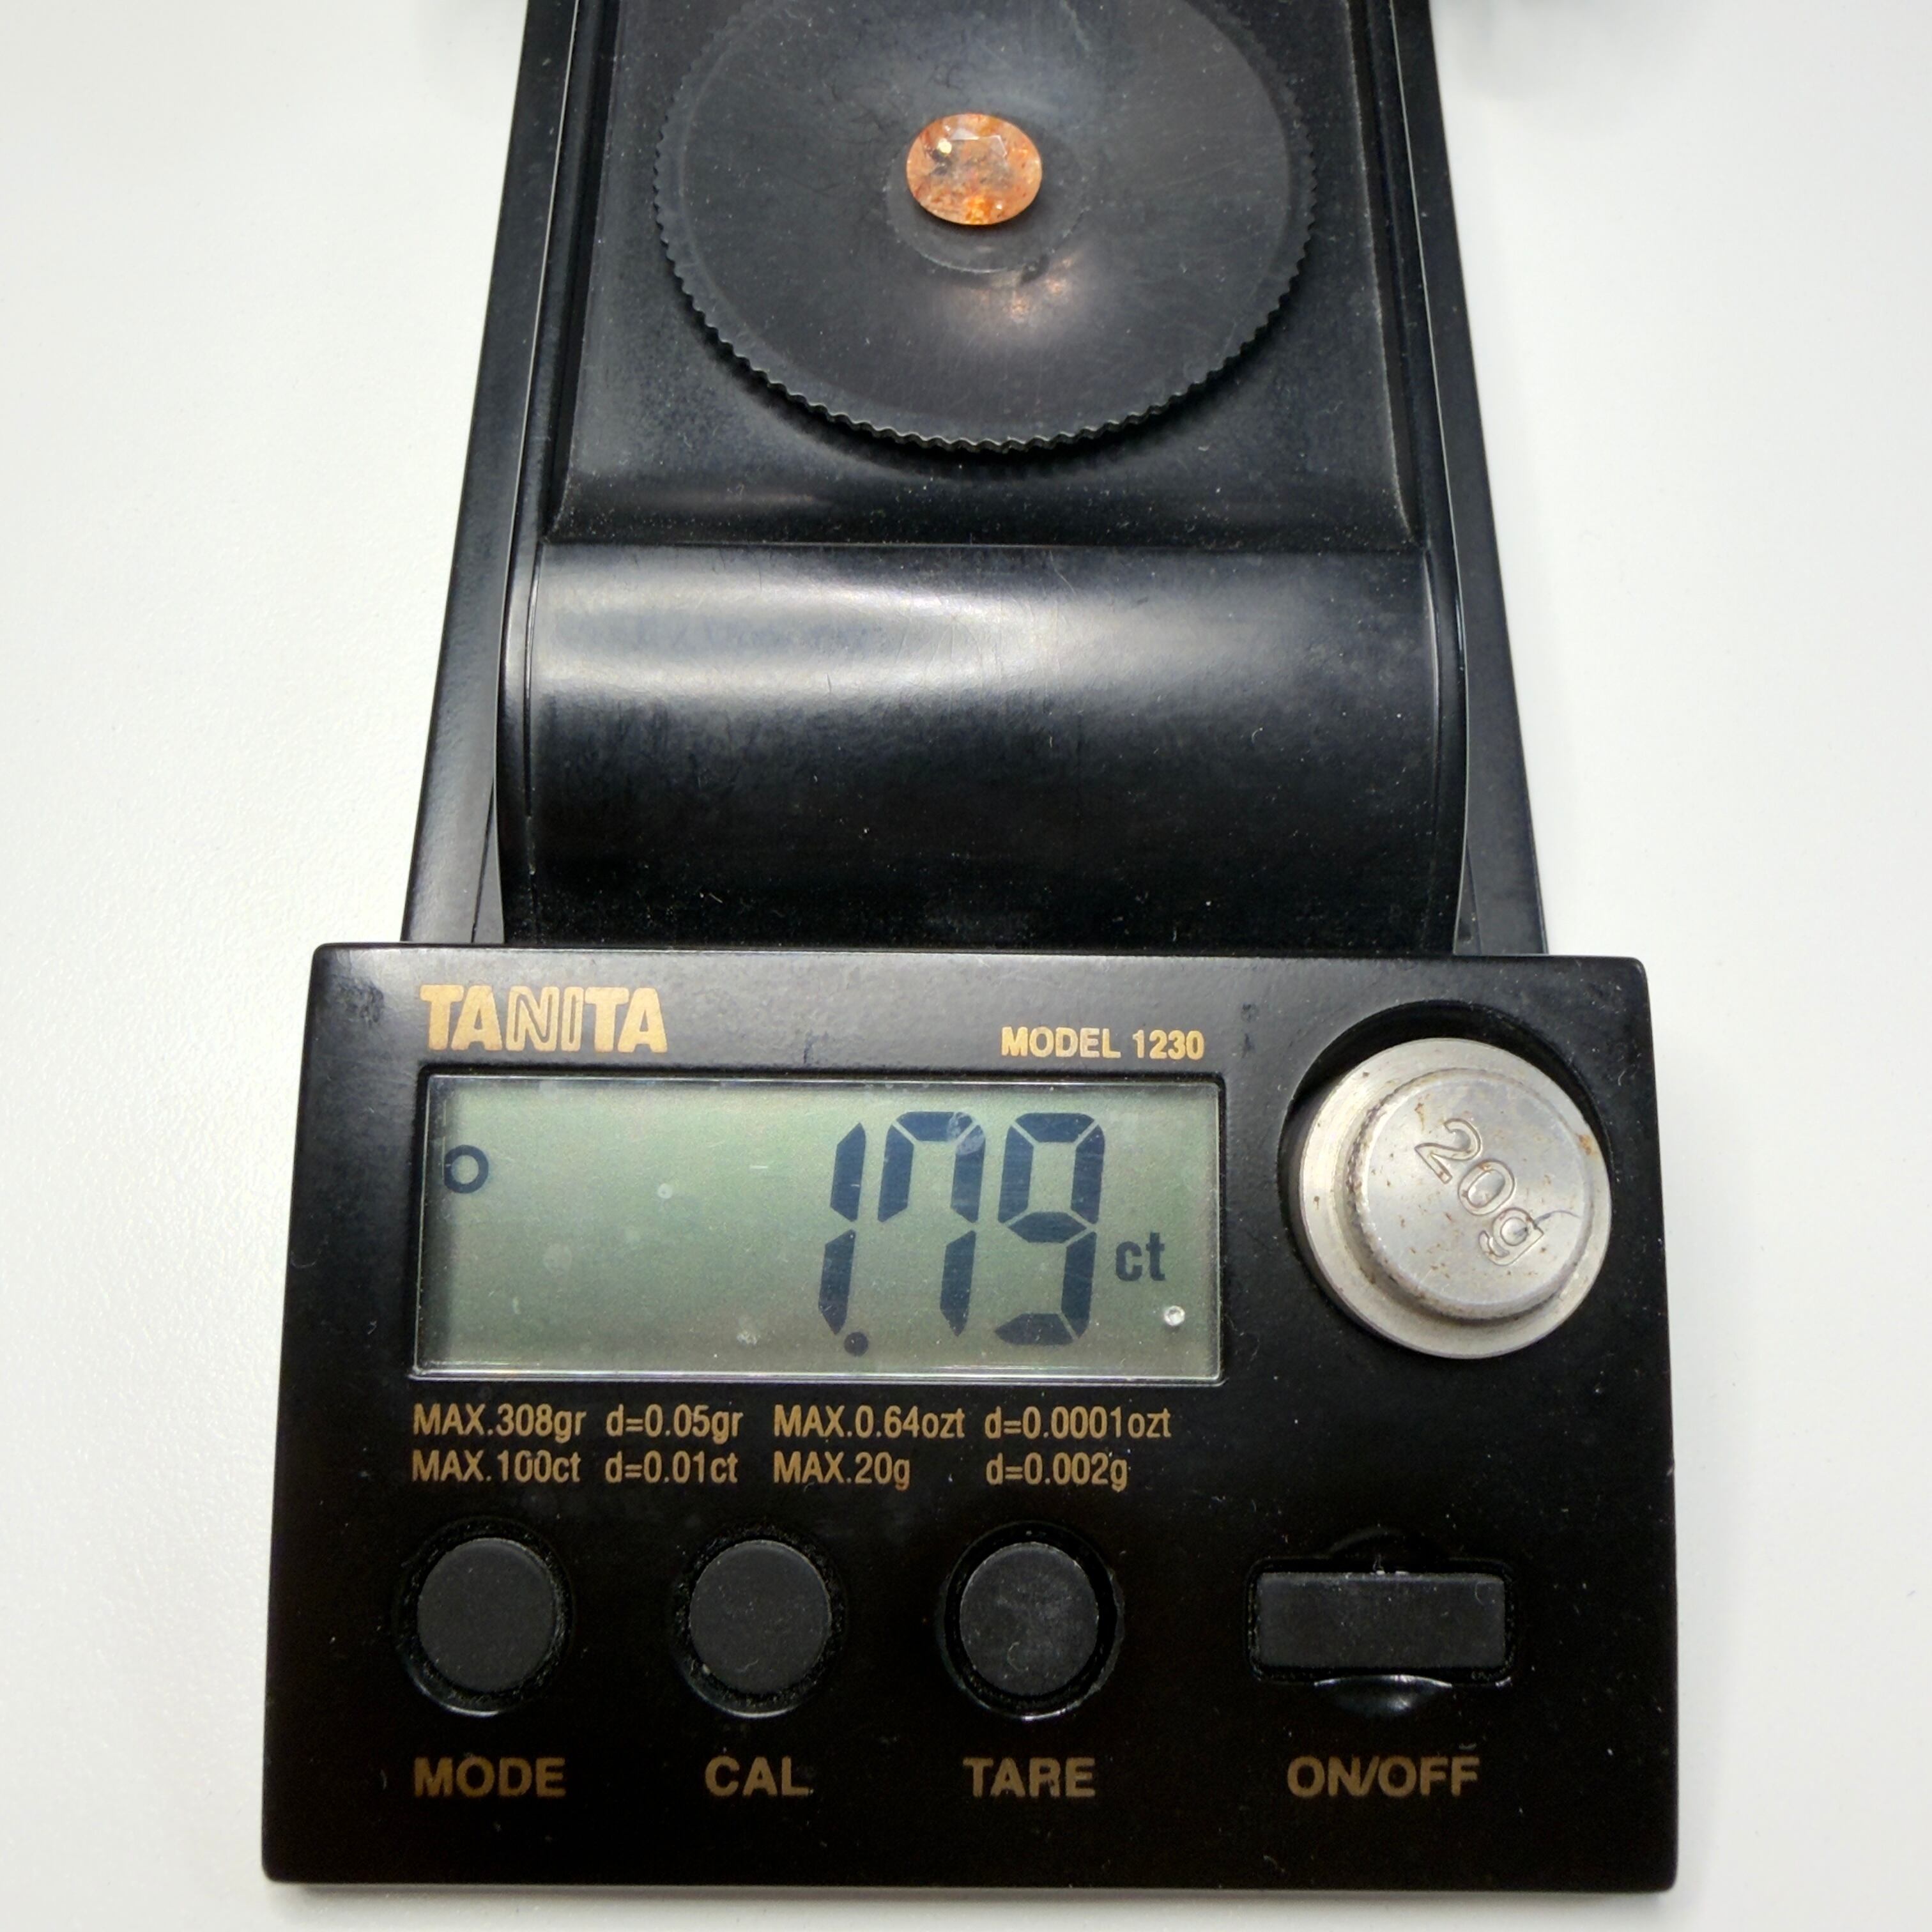 TANITA
MODEL 1230
1.79 ct
20g
MAX.308gr d=0.05gr MAX.0.64ozt d=0.0001ozt
MAX.100ct d=0.01ct MAX.20g d=0.002g
MODE CAL TARE ON/OFF